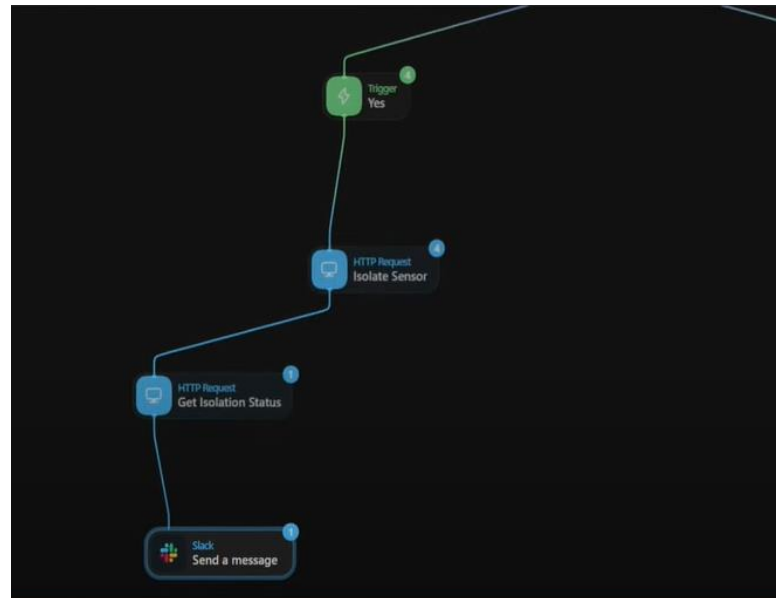 4
Trigger
Yes
4
HTTP Request
Isolate Sensor
1
HTTP Request
Get Isolation Status
1
Slack
Send a message